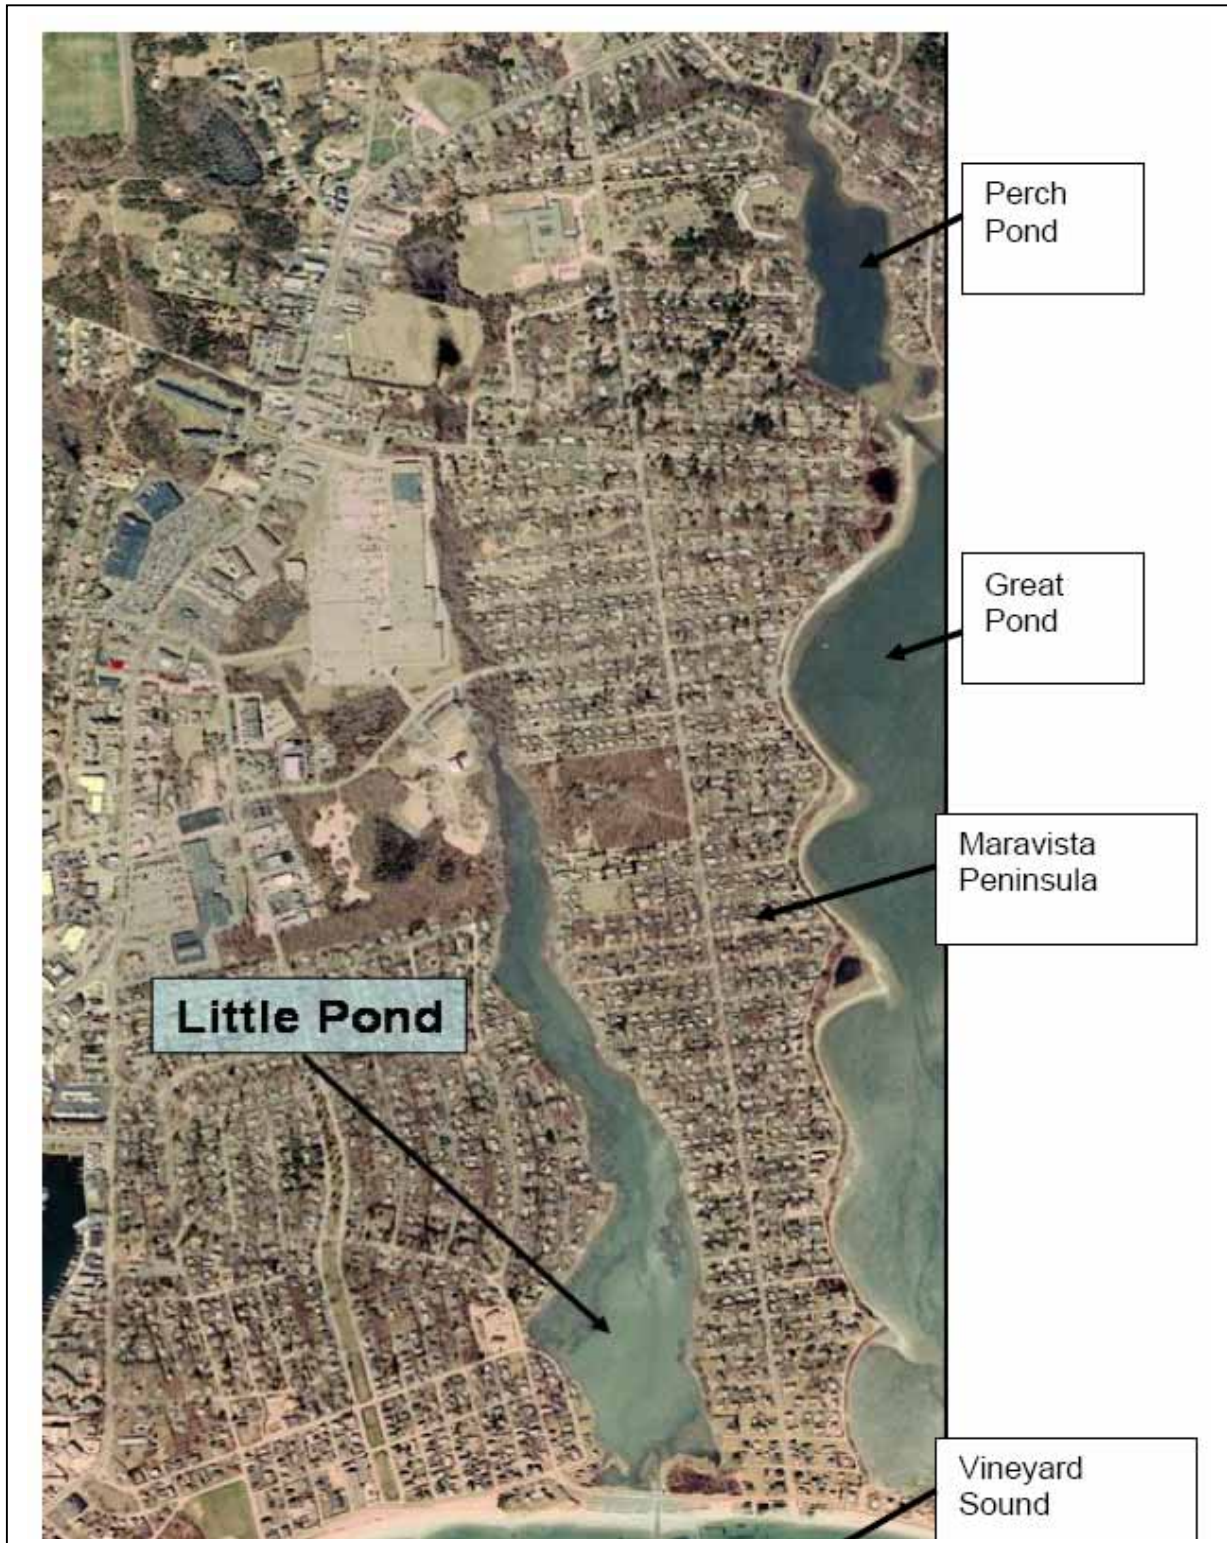 Perch
Pond
Great
Pond
Maravista
Peninsula
Little Pond
Vineyard
Sound